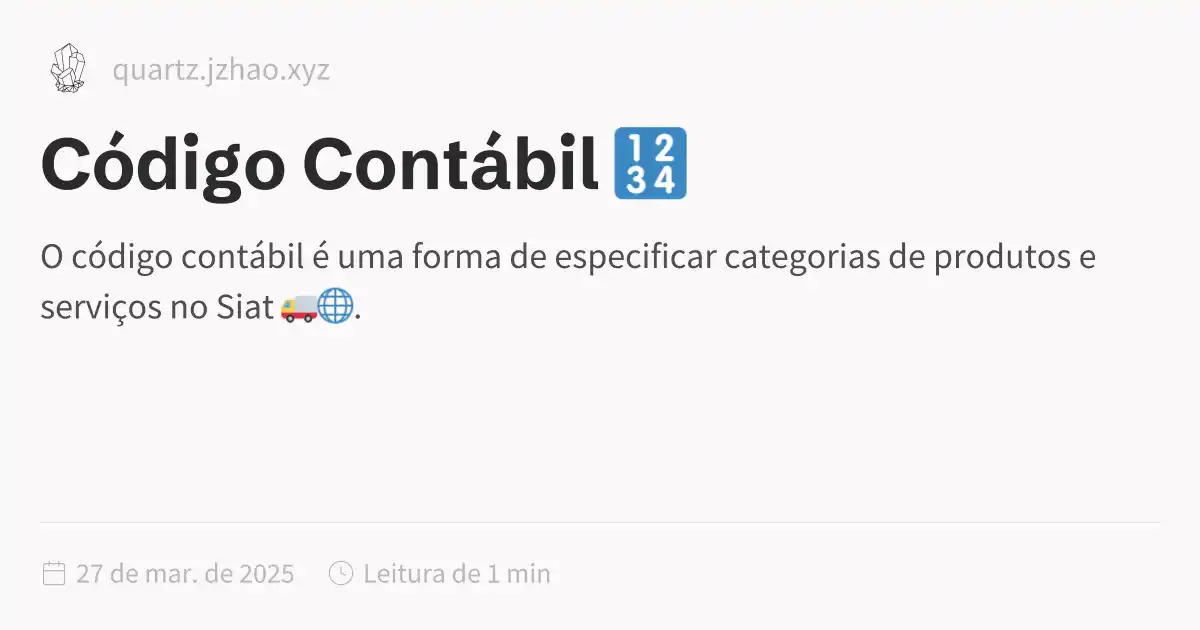 quartz.jzhao.xyz
Código Contábil 🔢
O código contábil é uma forma de especificar categorias de produtos e
serviços no Siat 🚚🌐.
27 de mar. de 2025 Leitura de 1 min